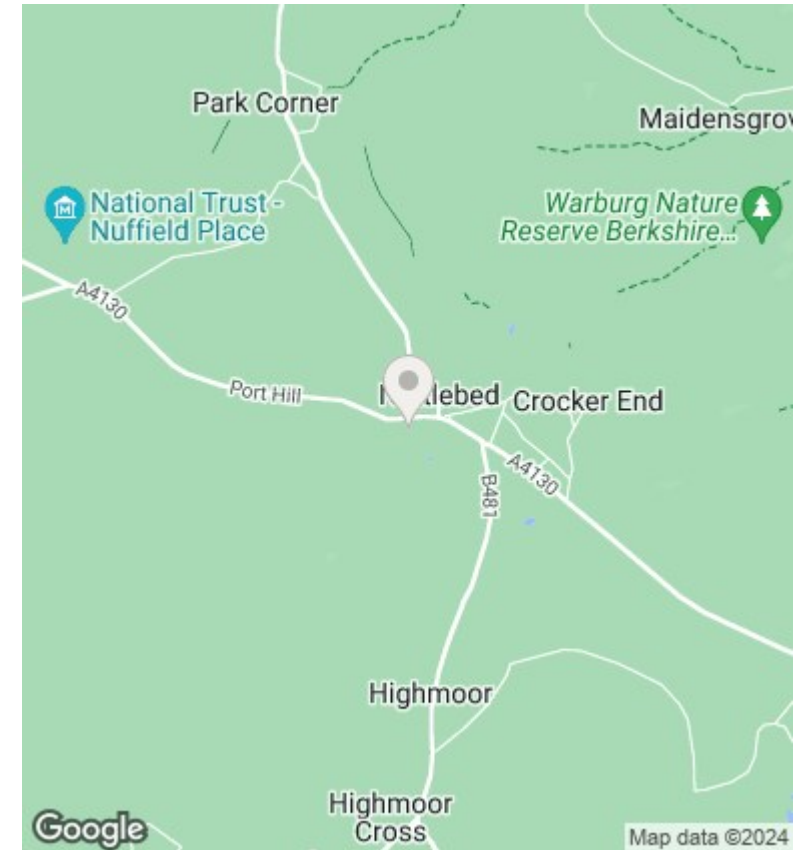 Park Corner
Maidensgrov
National Trust -
Nuffield Place
Warburg Nature
Reserve Berkshire...
A4130
Port Hill
Crocker End
A4130
B481
Highmoor
Highmoor
Cross
Google
Map data ©2024